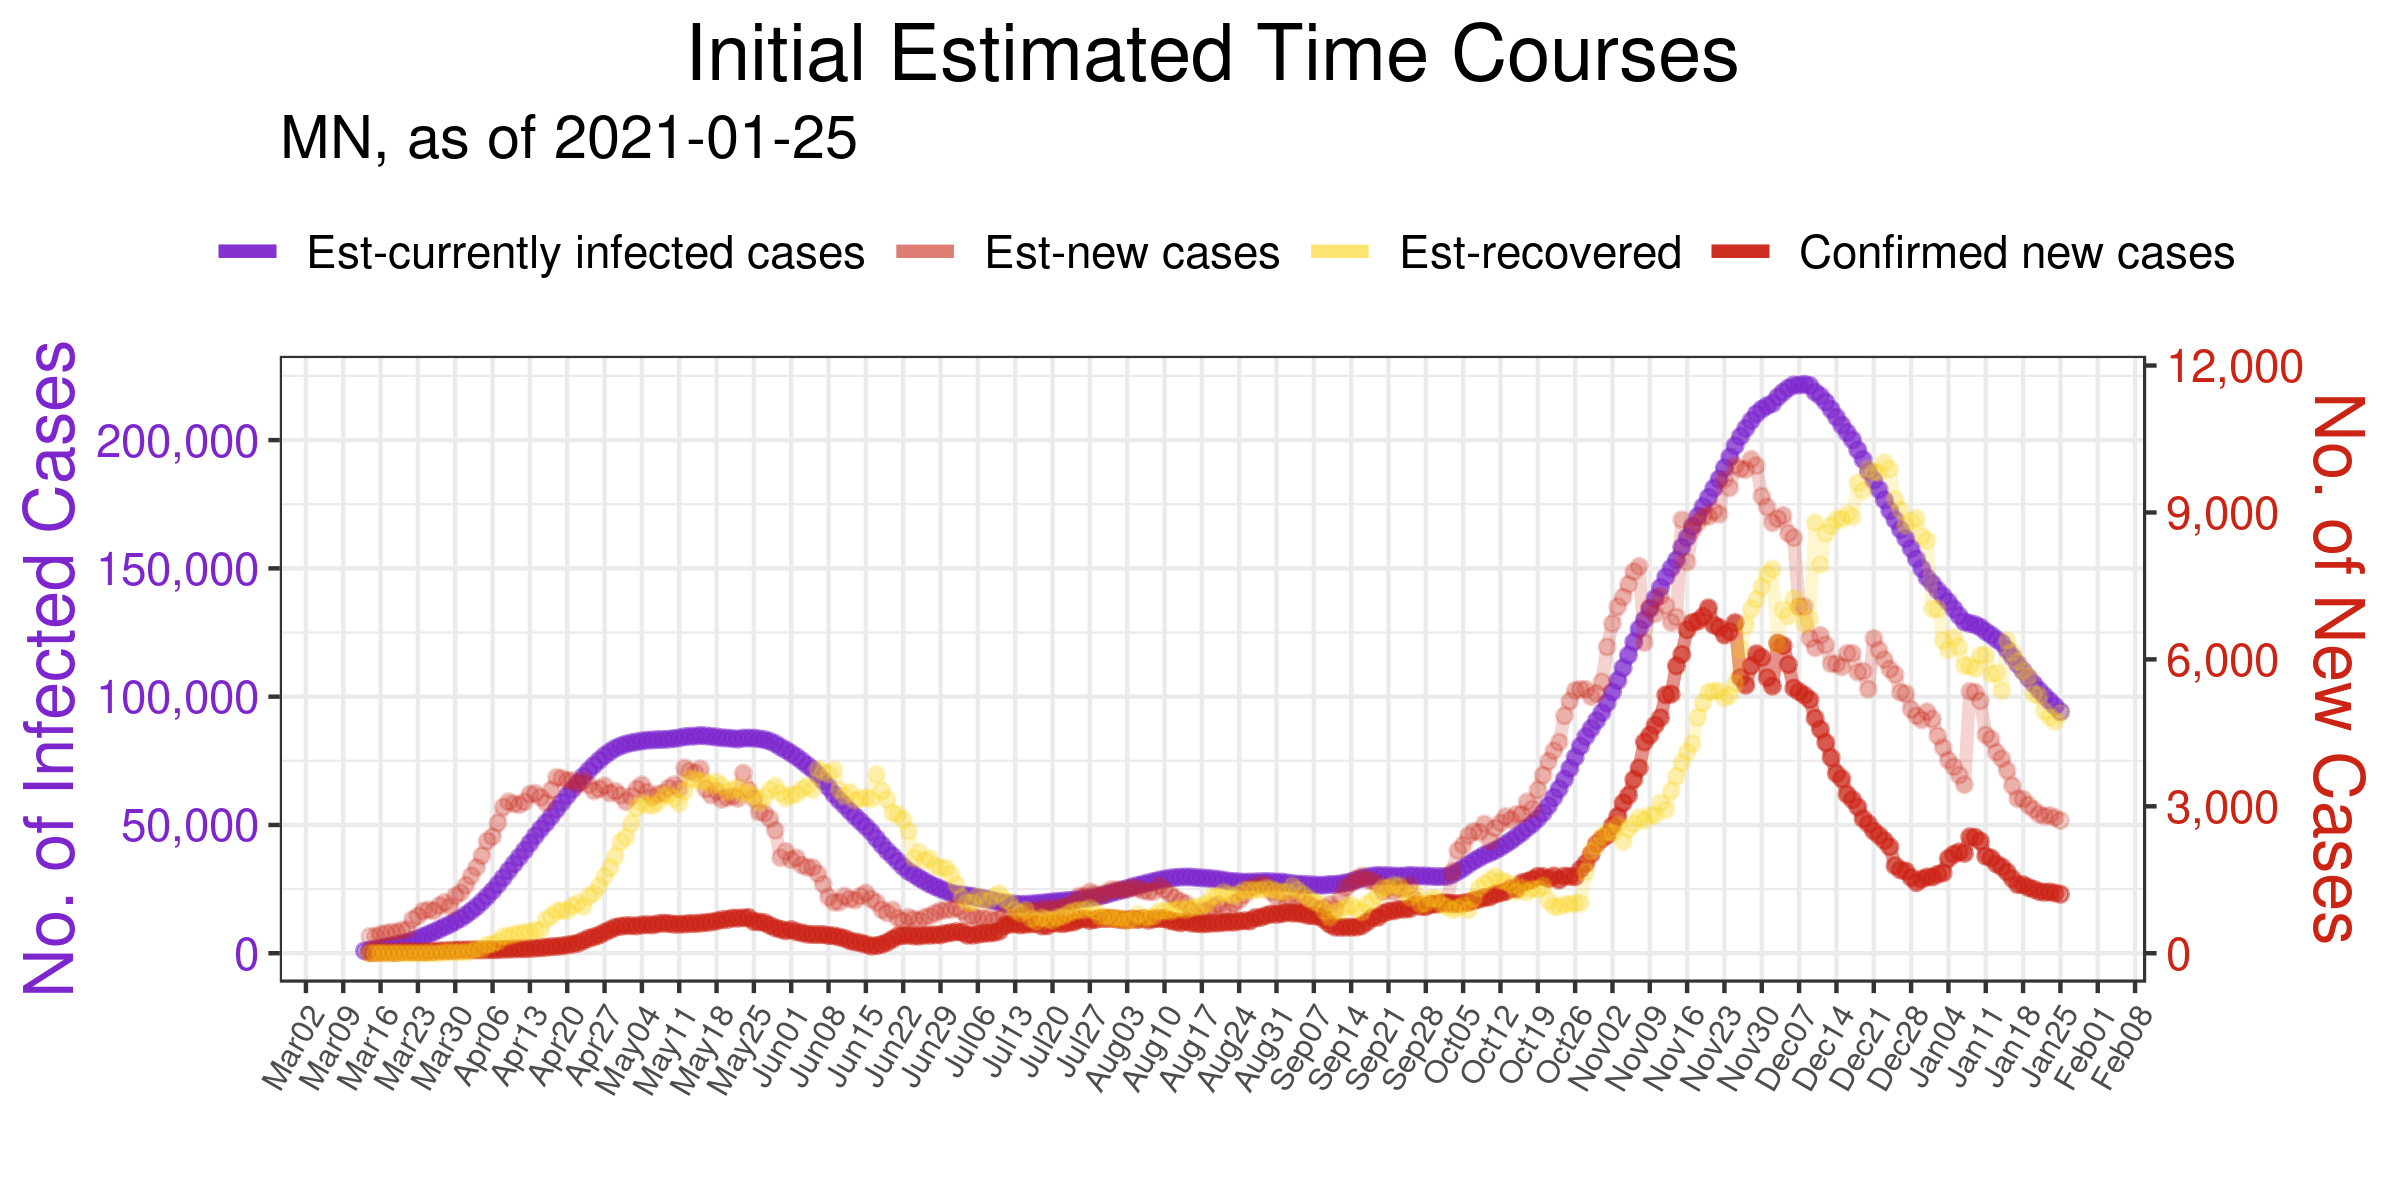 Initial Estimated Time Courses
MN, as of 2021-01-25
Est-currently infected cases Est-new cases Est-recovered Confirmed new cases
No. of Infected Cases
200,000
150,000
100,000
50,000
0
12,000
9,000
6,000
3,000
0
No. of New Cases
Mar02 Mar09 Mar16 Mar23 Mar30 Apr06 Apr13 Apr20 Apr27 May04 May11 May18 May25 Jun01 Jun08 Jun15 Jun22 Jun29 Jul06 Jul13 Jul20 Jul27 Aug03 Aug10 Aug17 Aug24 Aug31 Sep07 Sep14 Sep21 Sep28 Oct05 Oct12 Oct19 Oct26 Nov02 Nov09 Nov16 Nov23 Nov30 Dec07 Dec14 Dec21 Dec28 Jan04 Jan11 Jan18 Jan25 Feb01 Feb08